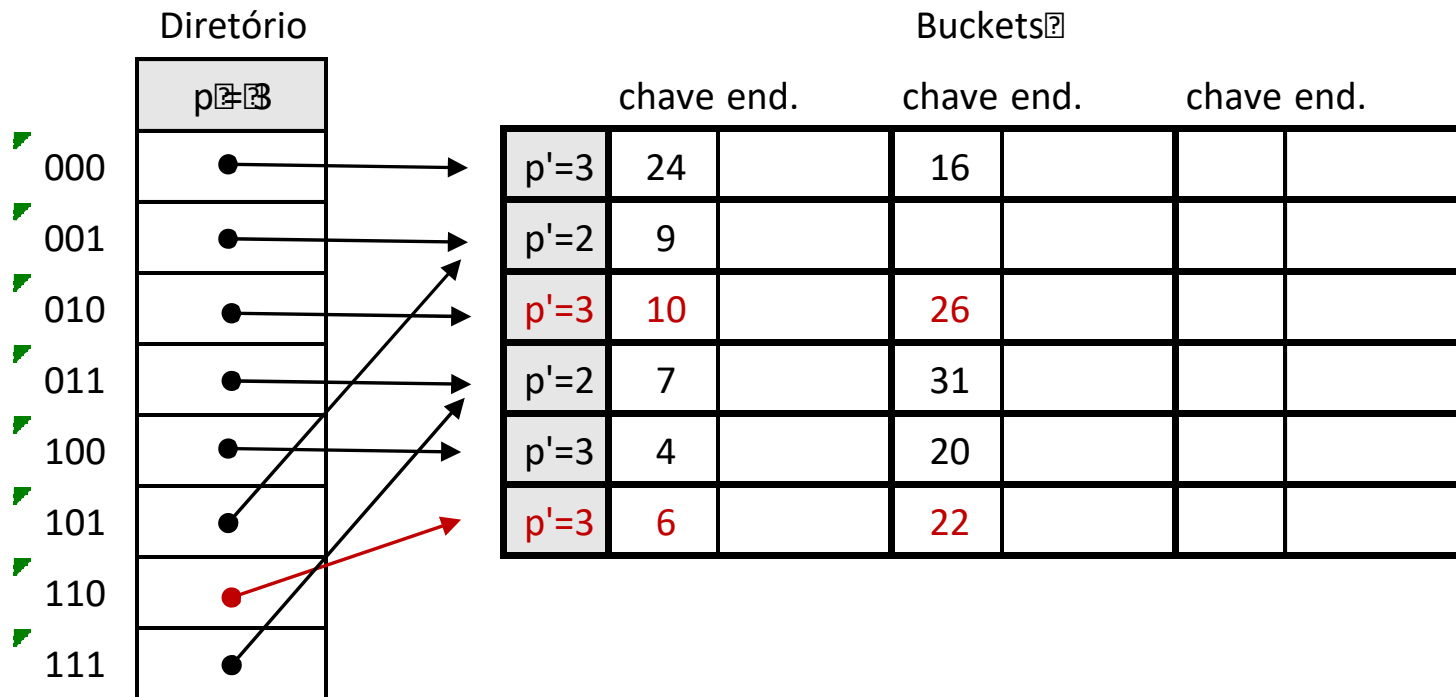 Diretório Buckets
p = 3 chave end. chave end. chave end.
000 p'=3 24 16
001 p'=2 9
010 p'=3 10 26
011 p'=2 7 31
100 p'=3 4 20
101 p'=3 6 22
110
111